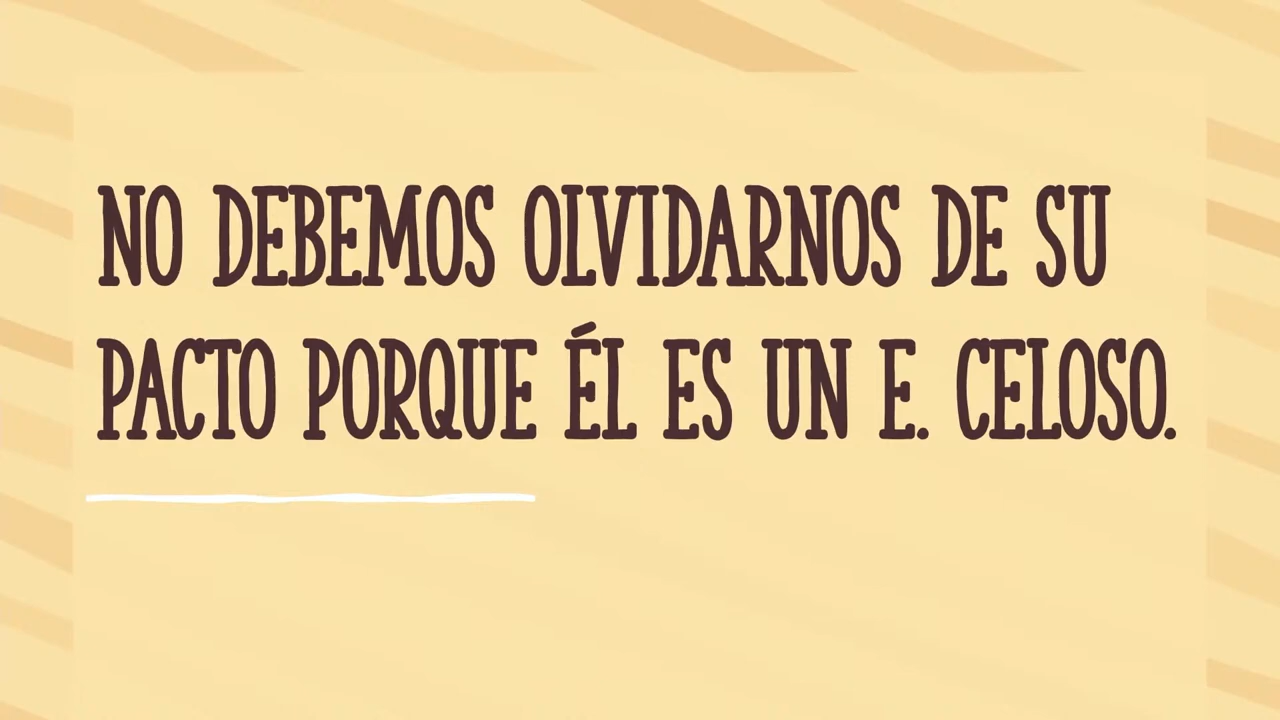 NO DEBEMOS OLVIDARNOS DE SU
PACTO PORQUE ÉL ES UN E. CELOSO.